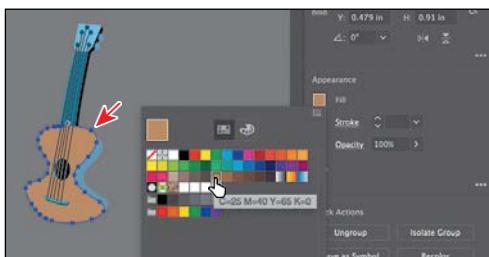 Y: 0.479 in H: 0.91 in
0°
Appearance
Fill
Stroke
Opacity 100%
C=25 M=40 Y=65 K=0
Actions
Ungroup Isolate Group